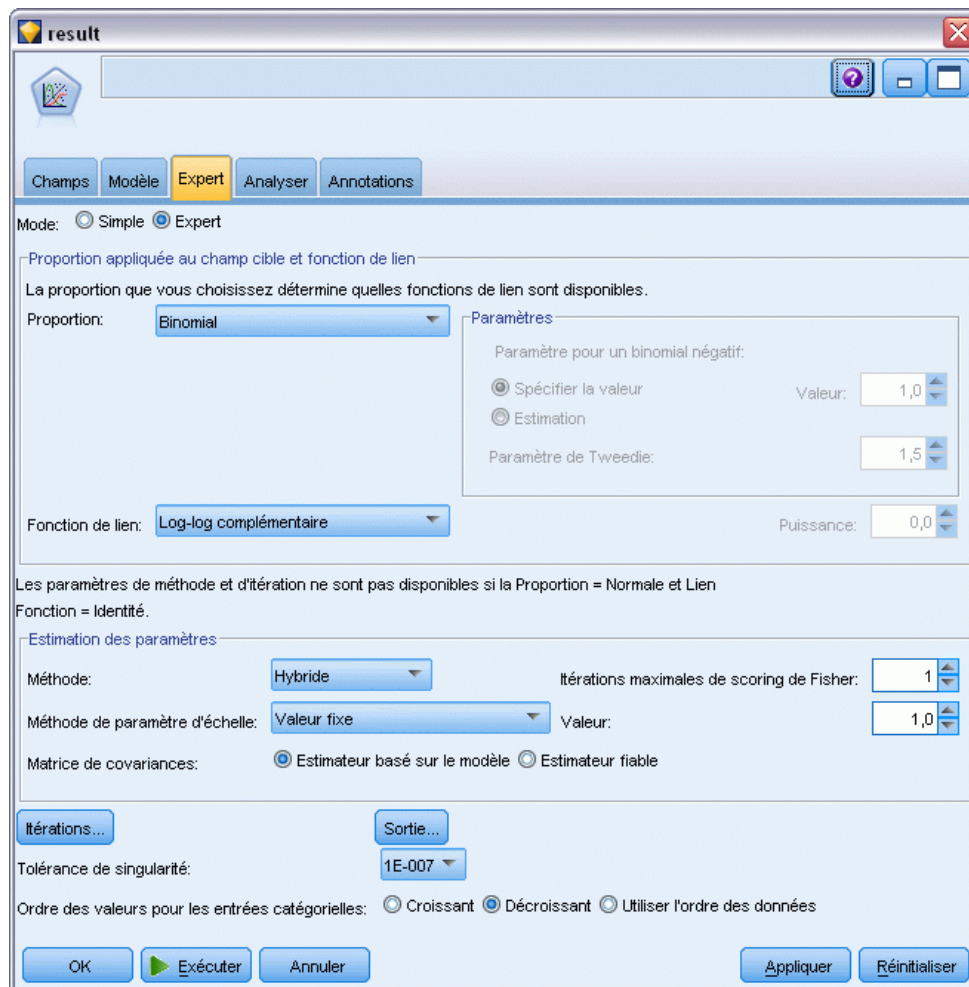 result
?
Champs Modèle Expert Analyser Annotations
Mode: Simple Expert
Proportion appliquée au champ cible et fonction de lien
La proportion que vous choisissez détermine quelles fonctions de lien sont disponibles.
Proportion: Binomial
Paramètres
Paramètre pour un binomial négatif:
Spécifier la valeur Valeur: 1,0
Estimation
Paramètre de Tweedie: 1,5
Fonction de lien: Log-log complémentaire Puissance: 0,0
Les paramètres de méthode et d'itération ne sont pas disponibles si la Proportion = Normale et Lien
Fonction = Identité.
Estimation des paramètres
Méthode: Hybride Itérations maximales de scoring de Fisher: 1
Méthode de paramètre d'échelle: Valeur fixe Valeur: 1,0
Matrice de covariances: Estimateur basé sur le modèle Estimateur fiable
Itérations... Sortie...
Tolérance de singularité: 1E-007
Ordre des valeurs pour les entrées catégorielles: Croissant Décroissant Utiliser l'ordre des données
OK Exécuter Annuler Appliquer Réinitialiser